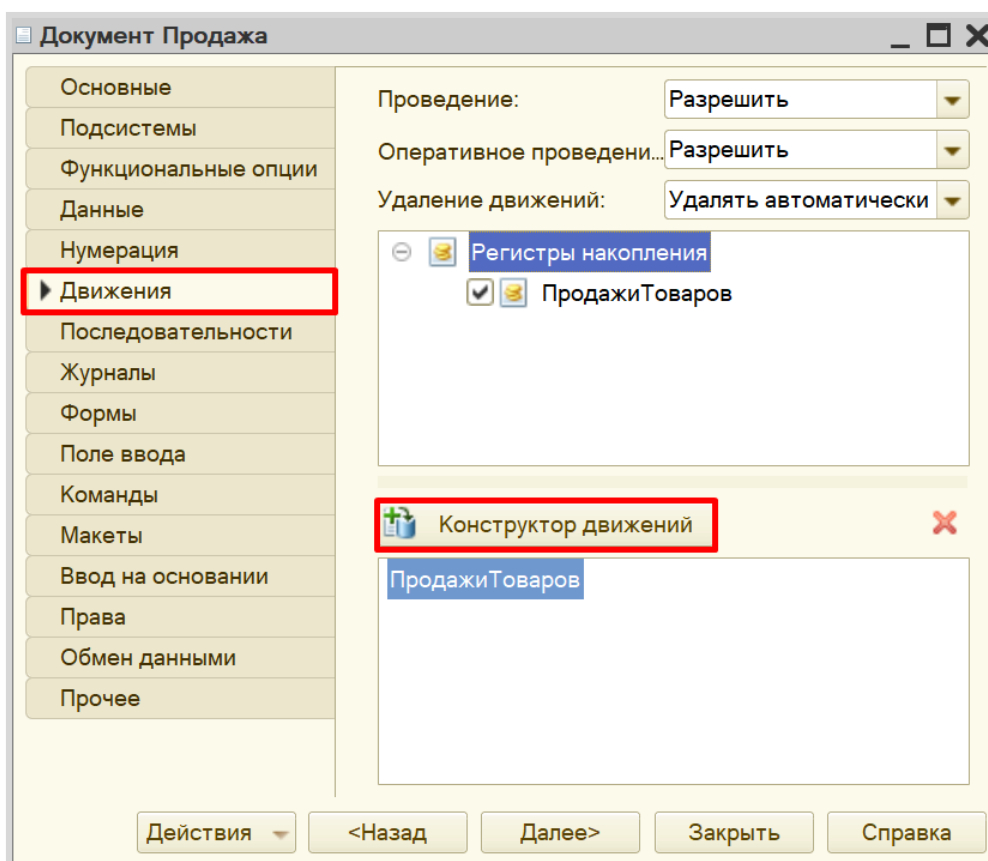 Документ Продажа
Основные
Подсистемы
Функциональные опции
Данные
Нумерация
Движения
Последовательности
Журналы
Формы
Поле ввода
Команды
Макеты
Ввод на основании
Права
Обмен данными
Прочее
Проведение: Разрешить
Оперативное проведени... Разрешить
Удаление движений: Удалять автоматически
Регистры накопления
ПродажиТоваров
Конструктор движений
ПродажиТоваров
Действия <Назад Далее> Закрыть Справка